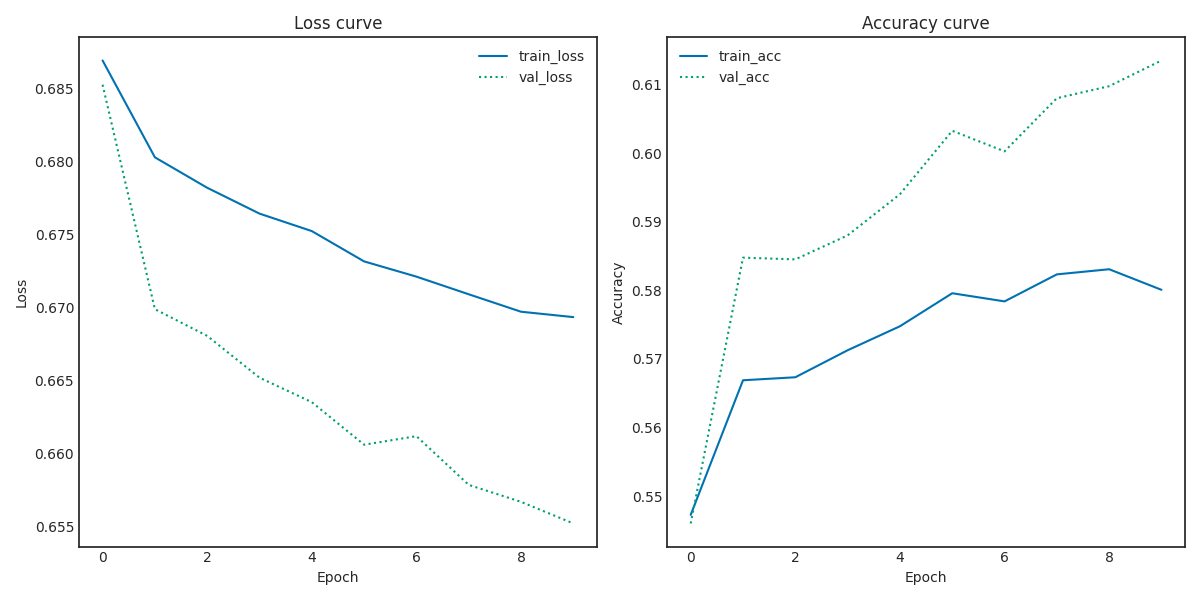 Loss curve
train_loss
val_loss
0.685
0.680
0.675
0.670
0.665
0.660
0.655
Loss
0 2 4 6 8
Epoch
Accuracy curve
train_acc
val_acc
0.61
0.60
0.59
0.58
0.57
0.56
0.55
Accuracy
0 2 4 6 8
Epoch